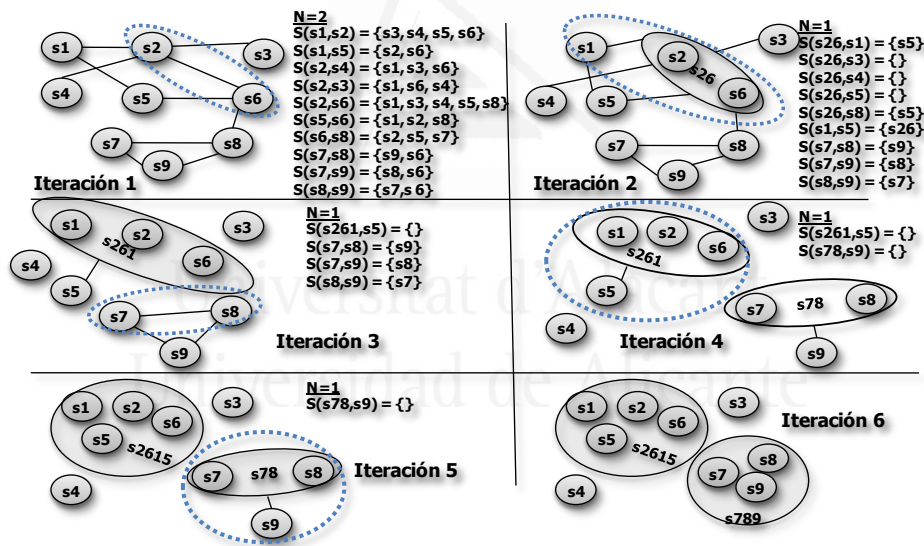 N=2
S(s1,s2) = {s3, s4, s5, s6}
S(s1,s5) = {s2, s6}
S(s2,s4) = {s1, s3, s6}
S(s2,s3) = {s1, s6, s4}
S(s2,s6) = {s1, s3, s4, s5, s8}
S(s5,s6) = {s1, s2, s8}
S(s6,s8) = {s2, s5, s7}
S(s7,s8) = {s9, s6}
S(s7,s9) = {s8, s6}
S(s8,s9) = {s7, s 6}
s1
s2
s3
s4
s5
s6
s7
s8
s9
Iteración 1
N=1
S(s26,s1) = {s5}
S(s26,s3) = {}
S(s26,s4) = {}
S(s26,s5) = {}
S(s26,s8) = {s5}
S(s1,s5) = {s26}
S(s7,s8) = {s9}
S(s7,s9) = {s8}
S(s8,s9) = {s7}
s1
s2
s26
s3
s4
s5
s6
s7
s8
s9
Iteración 2
N=1
S(s261,s5) = {}
S(s7,s8) = {s9}
S(s7,s9) = {s8}
S(s8,s9) = {s7}
s1
s2
s3
s261
s4
s6
s5
s7
s8
s9
Iteración 3
N=1
S(s261,s5) = {}
S(s78,s9) = {}
s3
s1
s2
s6
s261
s5
s4
s7
s78
s8
s9
Iteración 4
N=1
S(s78,s9) = {}
s1
s2
s3
s6
s5
s2615
s4
s7
s78
s8
s9
Iteración 5
s1
s2
s3
s6
s5
s2615
s4
s7
s8
s9
s789
Iteración 6
Universitat d'Alacant
Universidad de Alicante